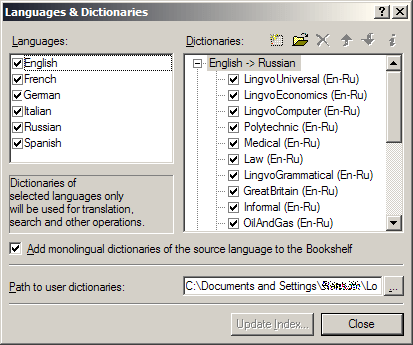 Languages & Dictionaries
Languages:
English
French
German
Italian
Russian
Spanish
Dictionaries of
selected languages only
will be used for translation,
search and other operations.
Dictionaries:
English -> Russian
LingvoUniversal (En-Ru)
LingvoEconomics (En-Ru)
LingvoComputer (En-Ru)
Polytechnic (En-Ru)
Medical (En-Ru)
Law (En-Ru)
LingvoGrammatical (En-Ru)
GreatBritain (En-Ru)
Informal (En-Ru)
OilAndGas (En-Ru)
Add monolingual dictionaries of the source language to the Bookshelf
Path to user dictionaries: C:\Documents and Settings\ \Lo ...
Update Index... Close